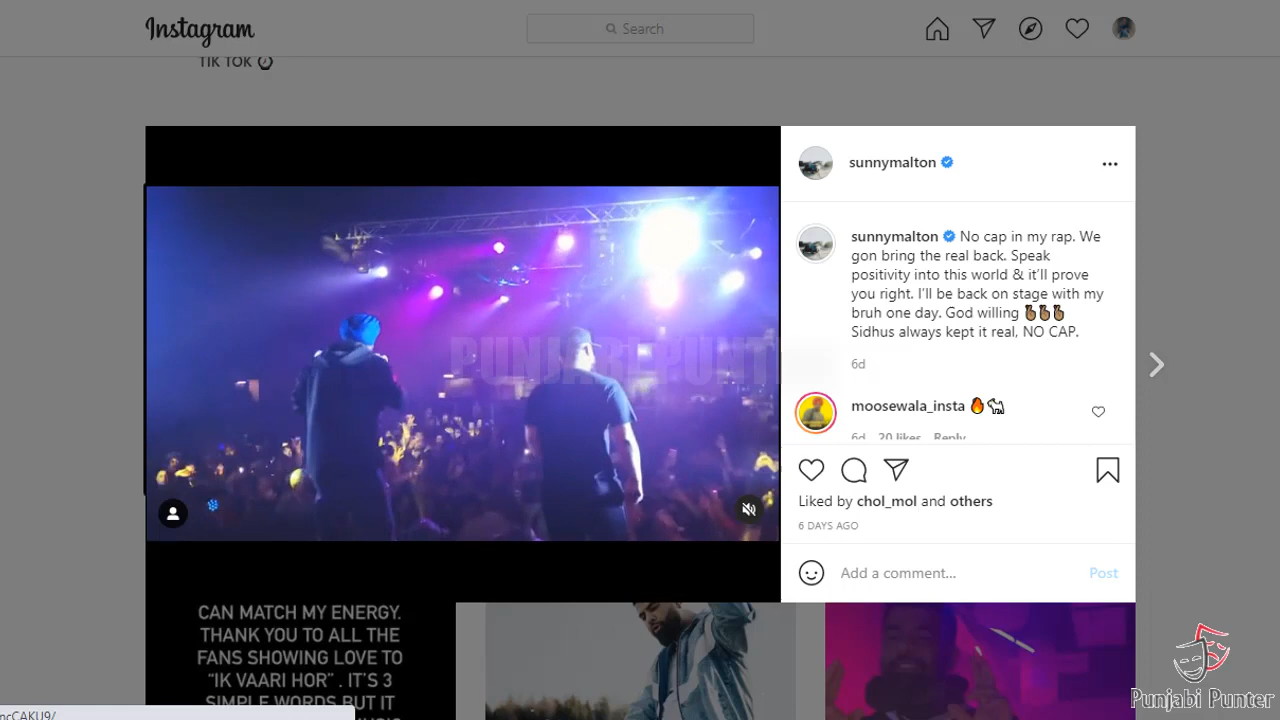 Instagram
Search
TIK TOK
sunnymalton
sunnymalton No cap in my rap. We
gon bring the real back. Speak
positivity into this world & it'll prove
you right. I'll be back on stage with my
bruh one day. God willing 👌🏾👌🏾👌🏾
Sidhus always kept it real, NO CAP.
6d
moosewala_insta 🔥🐪
6d 20 likes Reply
Liked by chol_mol and others
6 DAYS AGO
Add a comment... Post
PUNJABI PUNT
CAN MATCH MY ENERGY.
THANK YOU TO ALL THE
FANS SHOWING LOVE TO
"IK VAARI HOR" . IT'S 3
SIMPLE WORDS BUT IT
Punjabi Punter